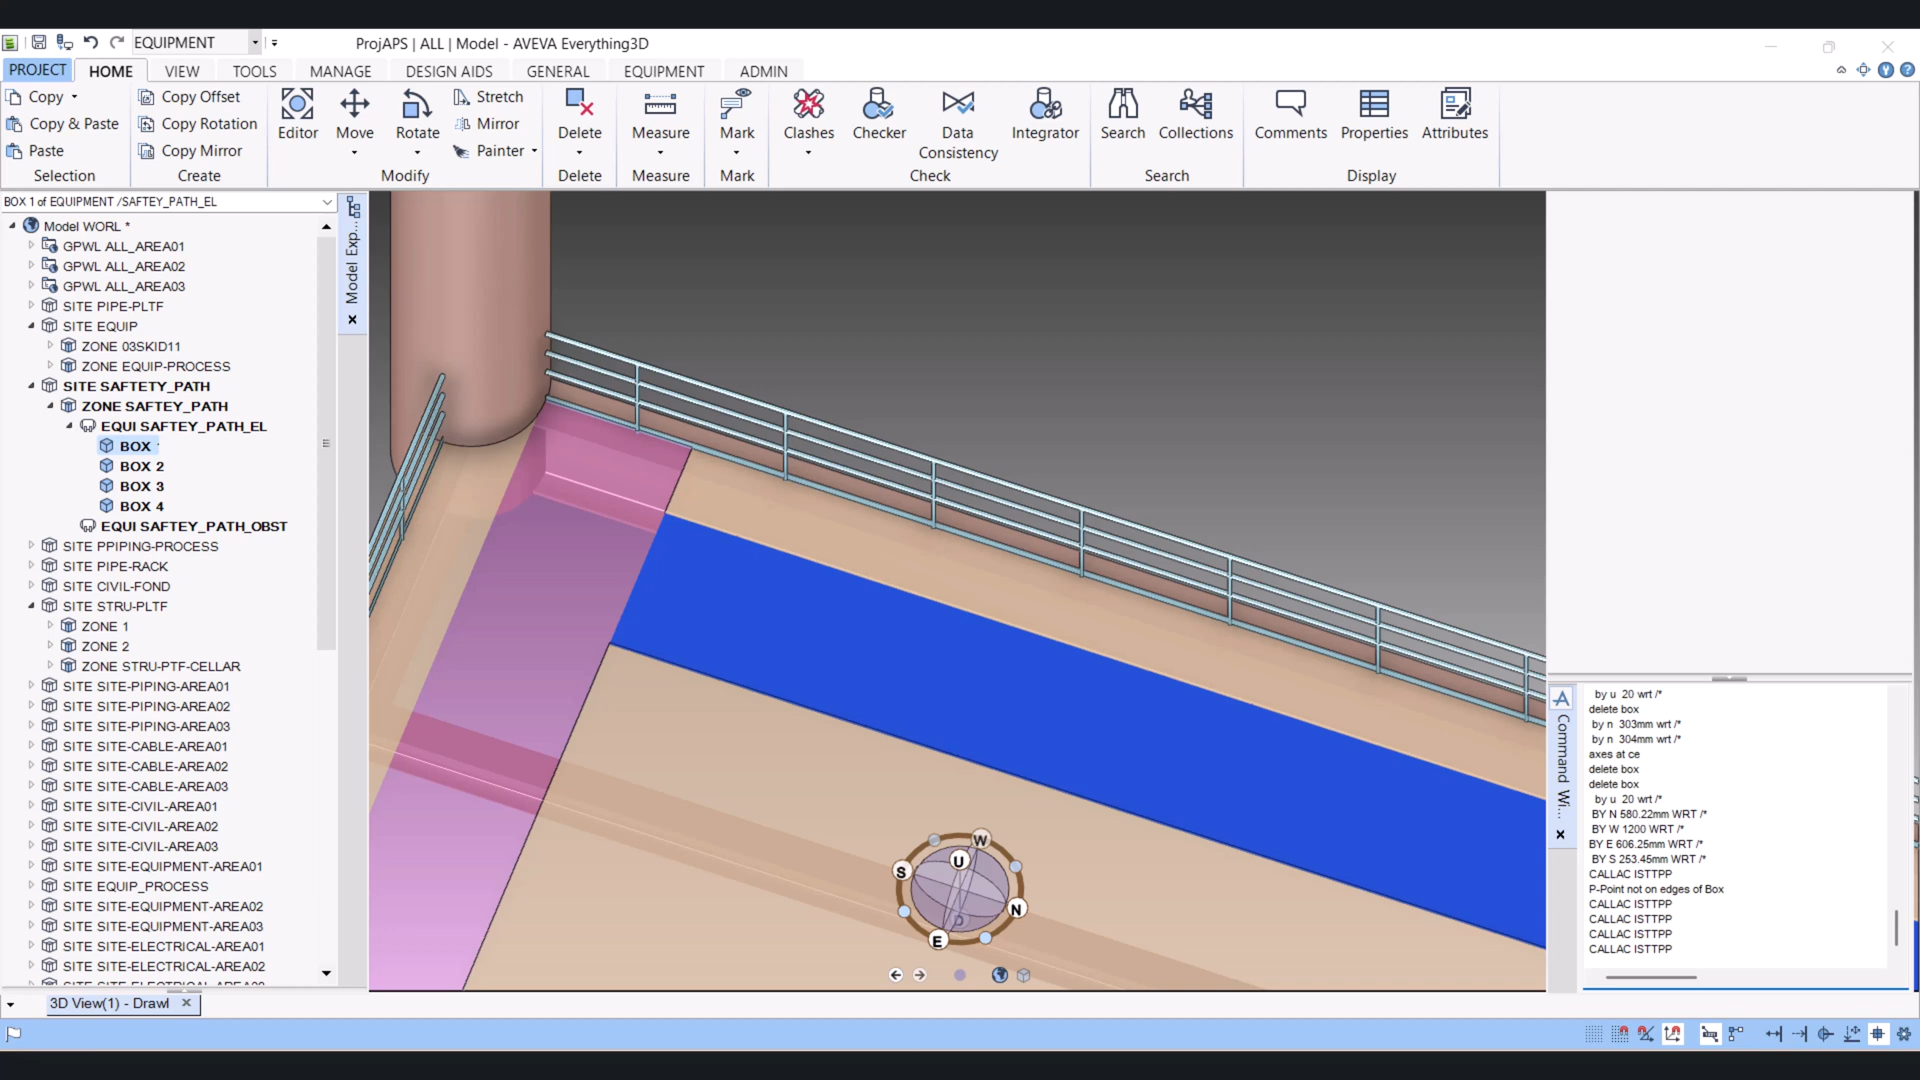 EQUIPMENT
ProjAPS | ALL | Model - AVEVA Everything3D
PROJECT HOME VIEW TOOLS MANAGE DESIGN AIDS GENERAL EQUIPMENT ADMIN
Copy
Copy & Paste
Paste
Selection
Copy Offset
Copy Rotation
Copy Mirror
Create
Editor
Move
Rotate
Stretch
Mirror
Painter
Modify
Delete
Delete
Measure
Measure
Mark
Mark
Clashes
Checker
Data Consistency
Integrator
Check
Search
Collections
Search
Comments
Properties
Attributes
Display
BOX 1 of EQUIPMENT /SAFTEY_PATH_EL
Model WORL *
GPWL ALL_AREA01
GPWL ALL_AREA02
GPWL ALL_AREA03
SITE PIPE-PLTF
SITE EQUIP
ZONE 03SKID11
ZONE EQUIP-PROCESS
SITE SAFTETY_PATH
ZONE SAFTEY_PATH
EQUI SAFTEY_PATH_EL
BOX
BOX 2
BOX 3
BOX 4
EQUI SAFTEY_PATH_OBST
SITE PPIPING-PROCESS
SITE PIPE-RACK
SITE CIVIL-FOND
SITE STRU-PLTF
ZONE 1
ZONE 2
ZONE STRU-PTF-CELLAR
SITE SITE-PIPING-AREA01
SITE SITE-PIPING-AREA02
SITE SITE-PIPING-AREA03
SITE SITE-CABLE-AREA01
SITE SITE-CABLE-AREA02
SITE SITE-CABLE-AREA03
SITE SITE-CIVIL-AREA01
SITE SITE-CIVIL-AREA02
SITE SITE-CIVIL-AREA03
SITE SITE-EQUIPMENT-AREA01
SITE EQUIP_PROCESS
SITE SITE-EQUIPMENT-AREA02
SITE SITE-EQUIPMENT-AREA03
SITE SITE-ELECTRICAL-AREA01
SITE SITE-ELECTRICAL-AREA02
Model Exp...
W
U
S
N
D
E
Command Wi...
by u 20 wrt /*
delete box
by n 303mm wrt /*
by n 304mm wrt /*
axes at ce
delete box
delete box
by u 20 wrt /*
BY N 580.22mm WRT /*
BY W 1200 WRT /*
BY E 606.25mm WRT /*
BY S 253.45mm WRT /*
CALLAC ISTTPP
P-Point not on edges of Box
CALLAC ISTTPP
CALLAC ISTTPP
CALLAC ISTTPP
CALLAC ISTTPP
3D View(1) - Drawl